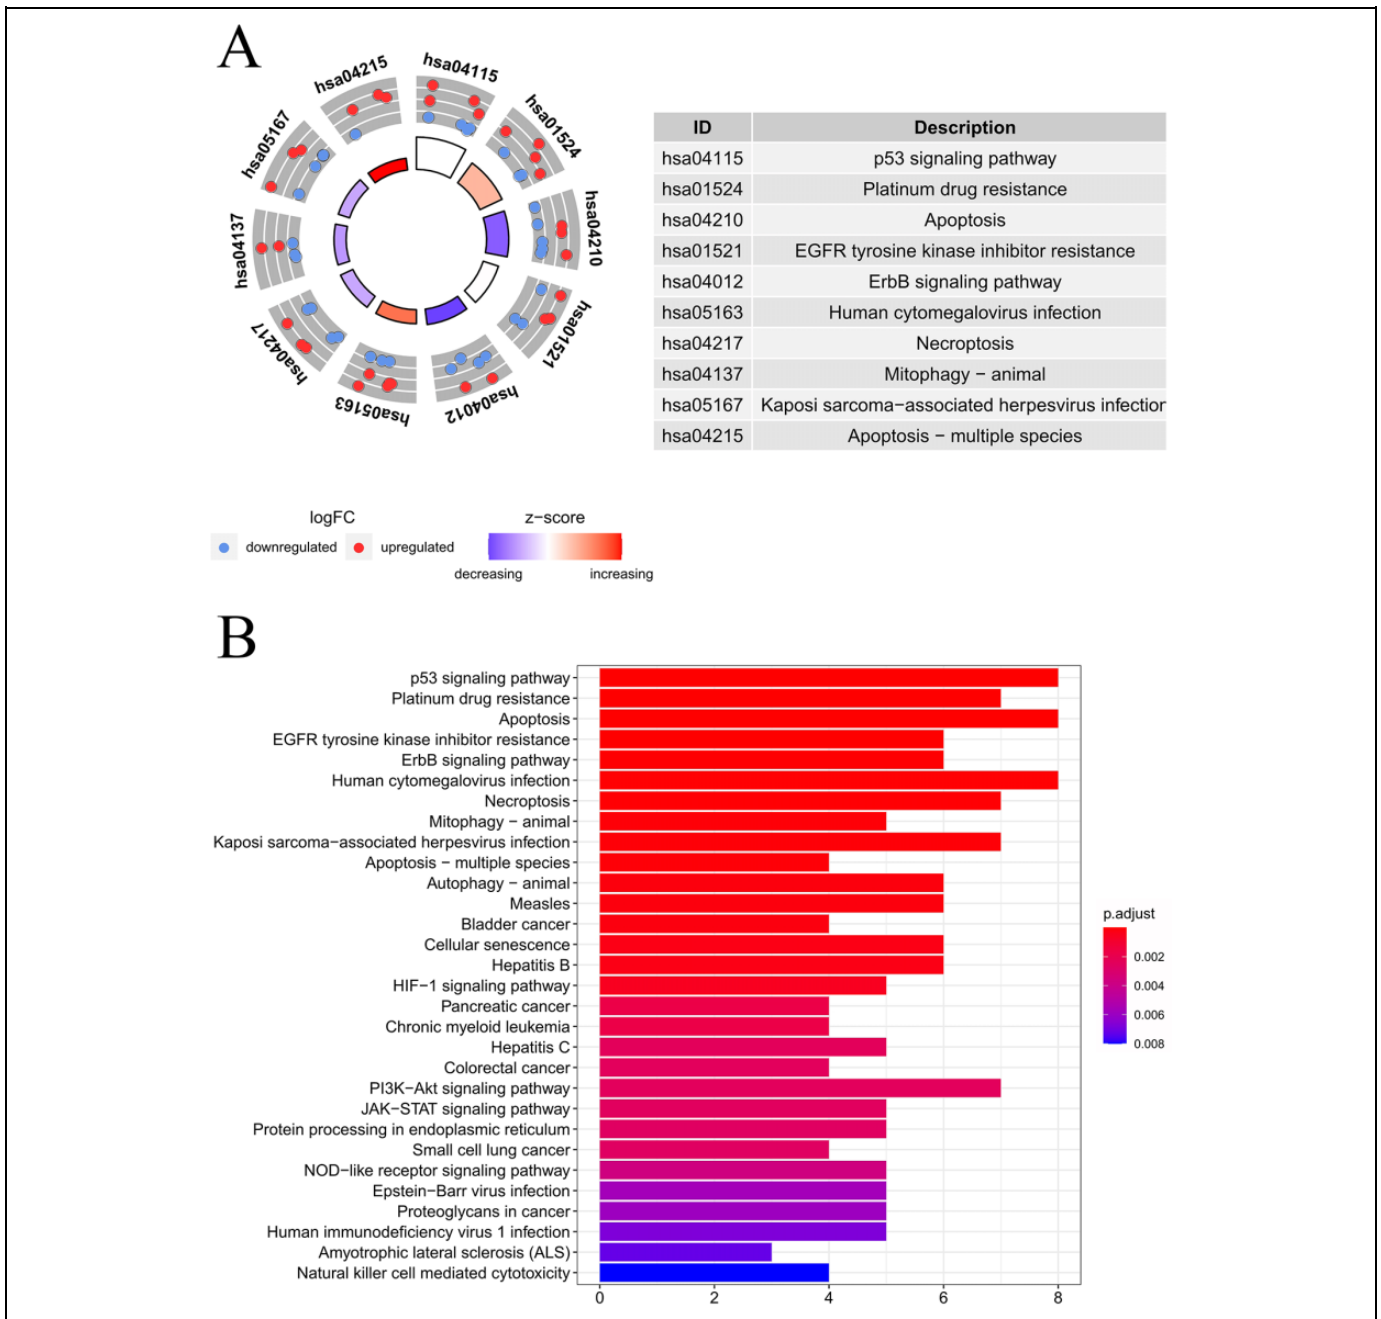 A
hsa04215
hsa04115
hsa05167
hsa01524
hsa04137
hsa04210
hsa04217
hsa01521
hsa05163
hsa04012
ID Description
hsa04115 p53 signaling pathway
hsa01524 Platinum drug resistance
hsa04210 Apoptosis
hsa01521 EGFR tyrosine kinase inhibitor resistance
hsa04012 ErbB signaling pathway
hsa05163 Human cytomegalovirus infection
hsa04217 Necroptosis
hsa04137 Mitophagy − animal
hsa05167 Kaposi sarcoma−associated herpesvirus infection
hsa04215 Apoptosis − multiple species
logFC z−score
downregulated upregulated
decreasing increasing
B
p53 signaling pathway
Platinum drug resistance
Apoptosis
EGFR tyrosine kinase inhibitor resistance
ErbB signaling pathway
Human cytomegalovirus infection
Necroptosis
Mitophagy − animal
Kaposi sarcoma−associated herpesvirus infection
Apoptosis − multiple species
Autophagy − animal
Measles
Bladder cancer
Cellular senescence
Hepatitis B
HIF−1 signaling pathway
Pancreatic cancer
Chronic myeloid leukemia
Hepatitis C
Colorectal cancer
PI3K−Akt signaling pathway
JAK−STAT signaling pathway
Protein processing in endoplasmic reticulum
Small cell lung cancer
NOD−like receptor signaling pathway
Epstein−Barr virus infection
Proteoglycans in cancer
Human immunodeficiency virus 1 infection
Amyotrophic lateral sclerosis (ALS)
Natural killer cell mediated cytotoxicity
0 2 4 6 8
p.adjust
0.002
0.004
0.006
0.008